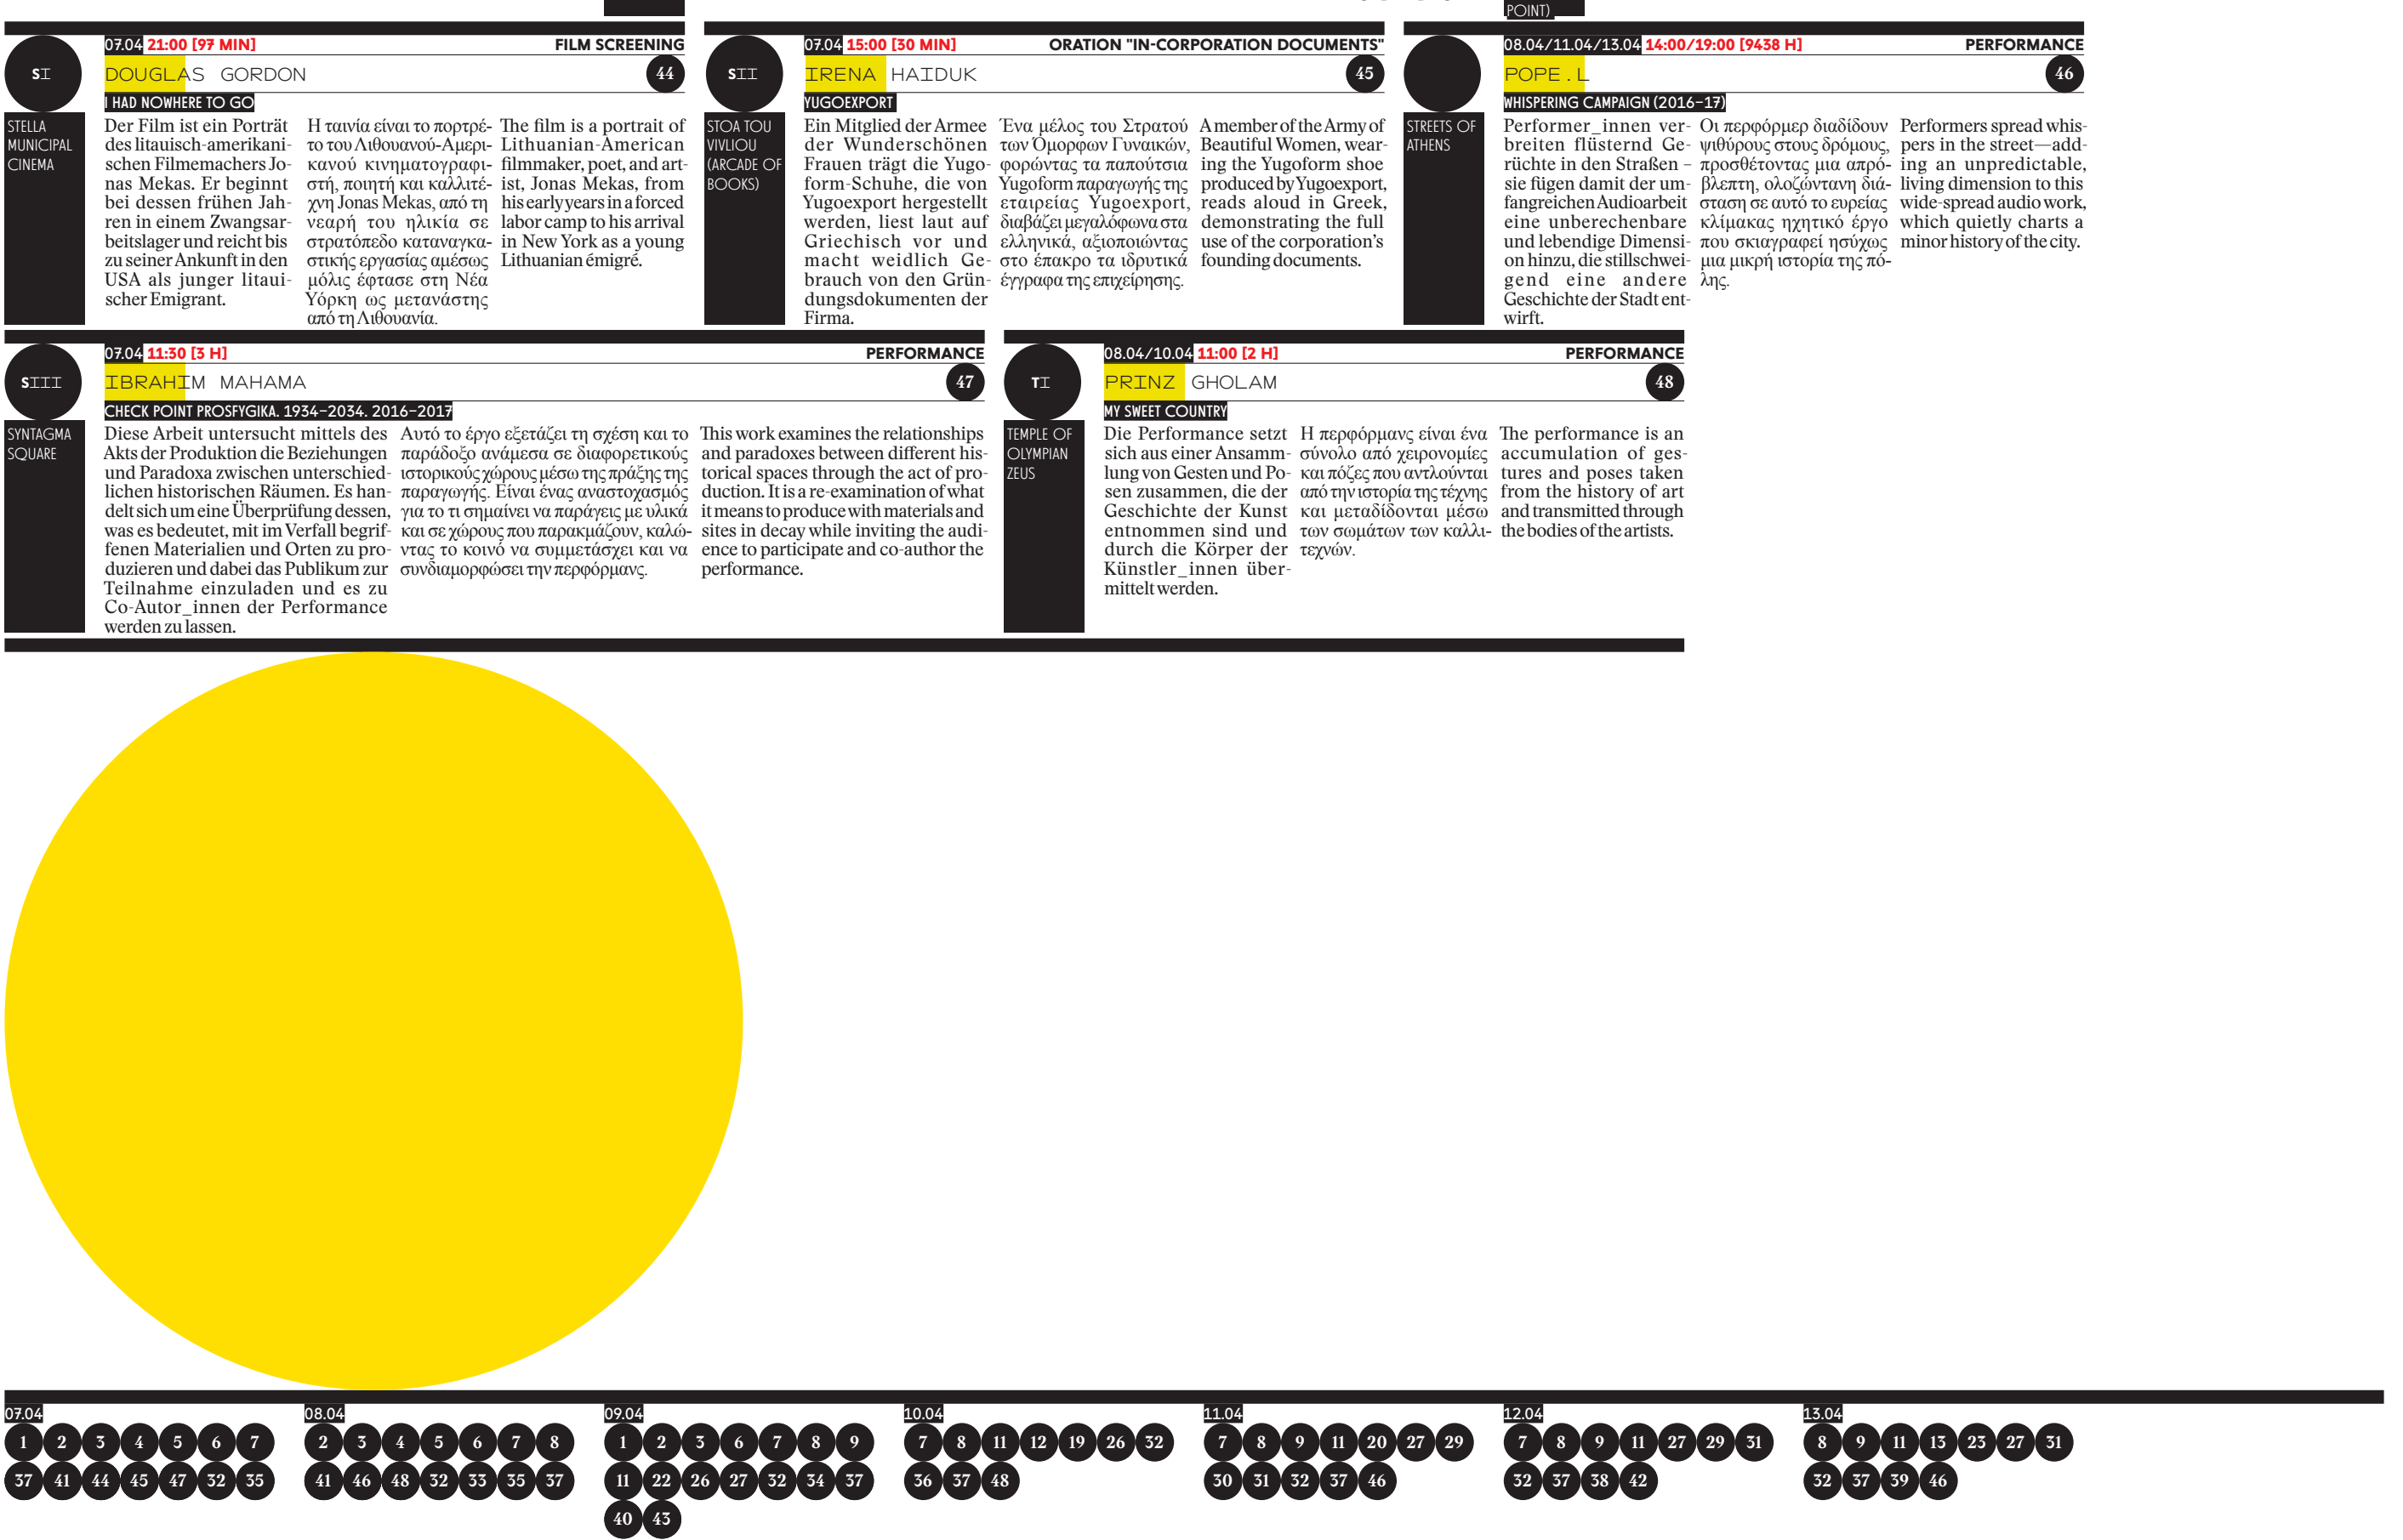 POINT)
SI
07.04 21:00 [97 MIN] FILM SCREENING
DOUGLAS GORDON 44
I HAD NOWHERE TO GO
STELLA
MUNICIPAL
CINEMA
Der Film ist ein Porträt
des litauisch-amerikani-
schen Filmemachers Jo-
nas Mekas. Er beginnt
bei dessen frühen Jah-
ren in einem Zwangsar-
beitslager und reicht bis
zu seiner Ankunft in den
USA als junger litaui-
scher Emigrant.
Η ταινία είναι το πορτρέ-
το του Λιθουανού-Αμερι-
κανού κινηματογραφι-
στή, ποιητή και καλλιτέ-
χνη Jonas Mekas, από τη
νεαρή του ηλικία σε
στρατόπεδο καταναγκα-
στικής εργασίας αμέσως
μόλις έφτασε στη Νέα
Υόρκη ως μετανάστης
από τη Λιθουανία.
The film is a portrait of
Lithuanian-American
filmmaker, poet, and art-
ist, Jonas Mekas, from
his early years in a forced
labor camp to his arrival
in New York as a young
Lithuanian émigré.
SII
07.04 15:00 [30 MIN] ORATION "IN-CORPORATION DOCUMENTS"
IRENA HAIDUK 45
YUGOEXPORT
STOA TOU
VIVLIOU
(ARCADE OF
BOOKS)
Ein Mitglied der Armee
der Wunderschönen
Frauen trägt die Yugo-
form-Schuhe, die von
Yugoexport hergestellt
werden, liest laut auf
Griechisch vor und
macht weidlich Ge-
brauch von den Grün-
dungsdokumenten der
Firma.
Ένα μέλος του Στρατού
των Όμορφων Γυναικών,
φορώντας τα παπούτσια
Yugoform παραγωγής της
εταιρείας Yugoexport,
διαβάζει μεγαλόφωνα στα
ελληνικά, αξιοποιώντας
στο έπακρο τα ιδρυτικά
έγγραφα της επιχείρησης.
A member of the Army of
Beautiful Women, wear-
ing the Yugoform shoe
produced by Yugoexport,
reads aloud in Greek,
demonstrating the full
use of the corporation's
founding documents.
08.04/11.04/13.04 14:00/19:00 [9438 H] PERFORMANCE
POPE.L 46
WHISPERING CAMPAIGN (2016–17)
STREETS OF
ATHENS
Performer_innen ver-
breiten flüsternd Ge-
rüchte in den Straßen –
sie fügen damit der um-
fangreichen Audioarbeit
eine unberechenbare
und lebendige Dimensi-
on hinzu, die stillschwei-
gend eine andere
Geschichte der Stadt ent-
wirft.
Οι περφόρμερ διαδίδουν
ψιθύρους στους δρόμους,
προσθέτοντας μια απρό-
βλεπτη, ολοζώντανη διά-
σταση σε αυτό το ευρείας
κλίμακας ηχητικό έργο
που σκιαγραφεί ησύχως
μια μικρή ιστορία της πό-
λης.
Performers spread whis-
pers in the street—add-
ing an unpredictable,
living dimension to this
wide-spread audio work,
which quietly charts a
minor history of the city.
SIII
07.04 11:30 [3 H] PERFORMANCE
IBRAHIM MAHAMA 47
CHECK POINT PROSFYGIKA. 1934–2034. 2016–2017
SYNTAGMA
SQUARE
Diese Arbeit untersucht mittels des
Akts der Produktion die Beziehungen
und Paradoxa zwischen unterschied-
lichen historischen Räumen. Es han-
delt sich um eine Überprüfung dessen,
was es bedeutet, mit im Verfall begrif-
fenen Materialien und Orten zu pro-
duzieren und dabei das Publikum zur
Teilnahme einzuladen und es zu
Co-Autor_innen der Performance
werden zu lassen.
Αυτό το έργο εξετάζει τη σχέση και το
παράδοξο ανάμεσα σε διαφορετικούς
ιστορικούς χώρους μέσω της πράξης της
παραγωγής. Είναι ένας αναστοχασμός
για το τι σημαίνει να παράγεις με υλικά
και σε χώρους που παρακμάζουν, καλώ-
ντας το κοινό να συμμετάσχει και να
συνδιαμορφώσει την περφόρμανς.
This work examines the relationships
and paradoxes between different his-
torical spaces through the act of pro-
duction. It is a re-examination of what
it means to produce with materials and
sites in decay while inviting the audi-
ence to participate and co-author the
performance.
TI
08.04/10.04 11:00 [2 H] PERFORMANCE
PRINZ GHOLAM 48
MY SWEET COUNTRY
TEMPLE OF
OLYMPIAN
ZEUS
Die Performance setzt
sich aus einer Ansamm-
lung von Gesten und Po-
sen zusammen, die der
Geschichte der Kunst
entnommen sind und
durch die Körper der
Künstler_innen über-
mittelt werden.
Η περφόρμανς είναι ένα
σύνολο από χειρονομίες
και πόζες που αντλούνται
από την ιστορία της τέχνης
και μεταδίδονται μέσω
των σωμάτων των καλλι-
τεχνών.
The performance is an
accumulation of ges-
tures and poses taken
from the history of art
and transmitted through
the bodies of the artists.
07.04
1 2 3 4 5 6 7
37 41 44 45 47 32 35
08.04
2 3 4 5 6 7 8
41 46 48 32 33 35 37
09.04
1 2 3 6 7 8 9
11 22 26 27 32 34 37
40 43
10.04
7 8 11 12 19 26 32
36 37 48
11.04
7 8 9 11 20 27 29
30 31 32 37 46
12.04
7 8 9 11 27 29 31
32 37 38 42
13.04
8 9 11 13 23 27 31
32 37 39 46